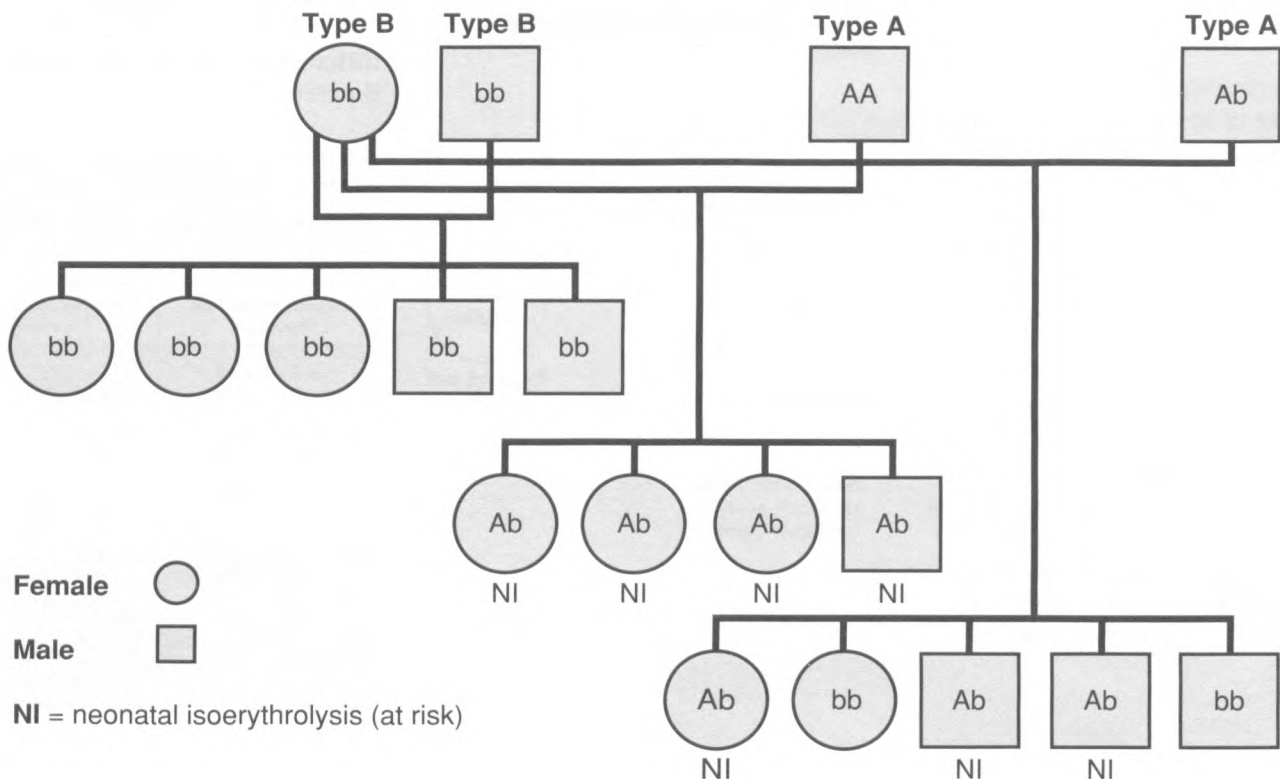 Type B Type B Type A Type A
bb bb AA Ab
bb bb bb bb bb
Ab Ab Ab Ab
NI NI NI NI
Female
Male
Ab bb Ab Ab bb
NI = neonatal isoerythrolysis (at risk)
NI NI NI